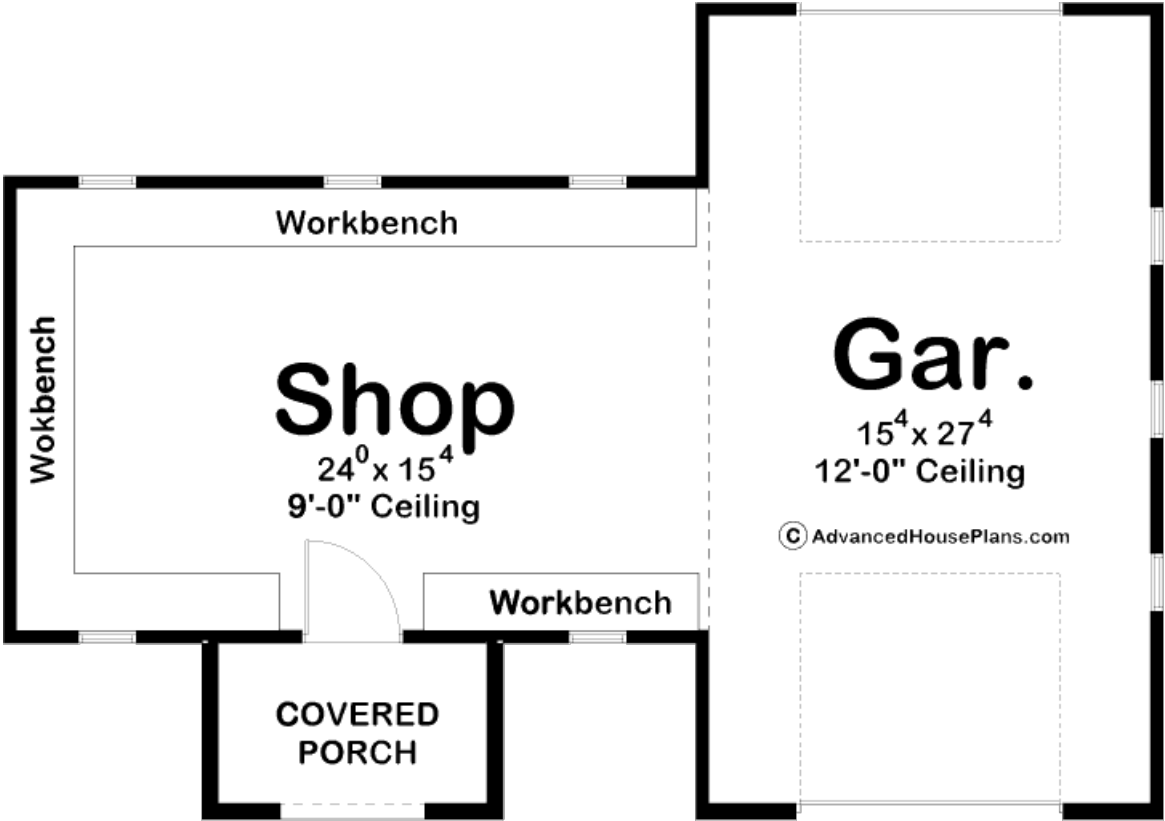 Workbench
Wokbench
Shop
24⁰ x 15⁴
9'-0" Ceiling
Gar.
15⁴ x 27⁴
12'-0" Ceiling
© AdvancedHousePlans.com
Workbench
COVERED
PORCH